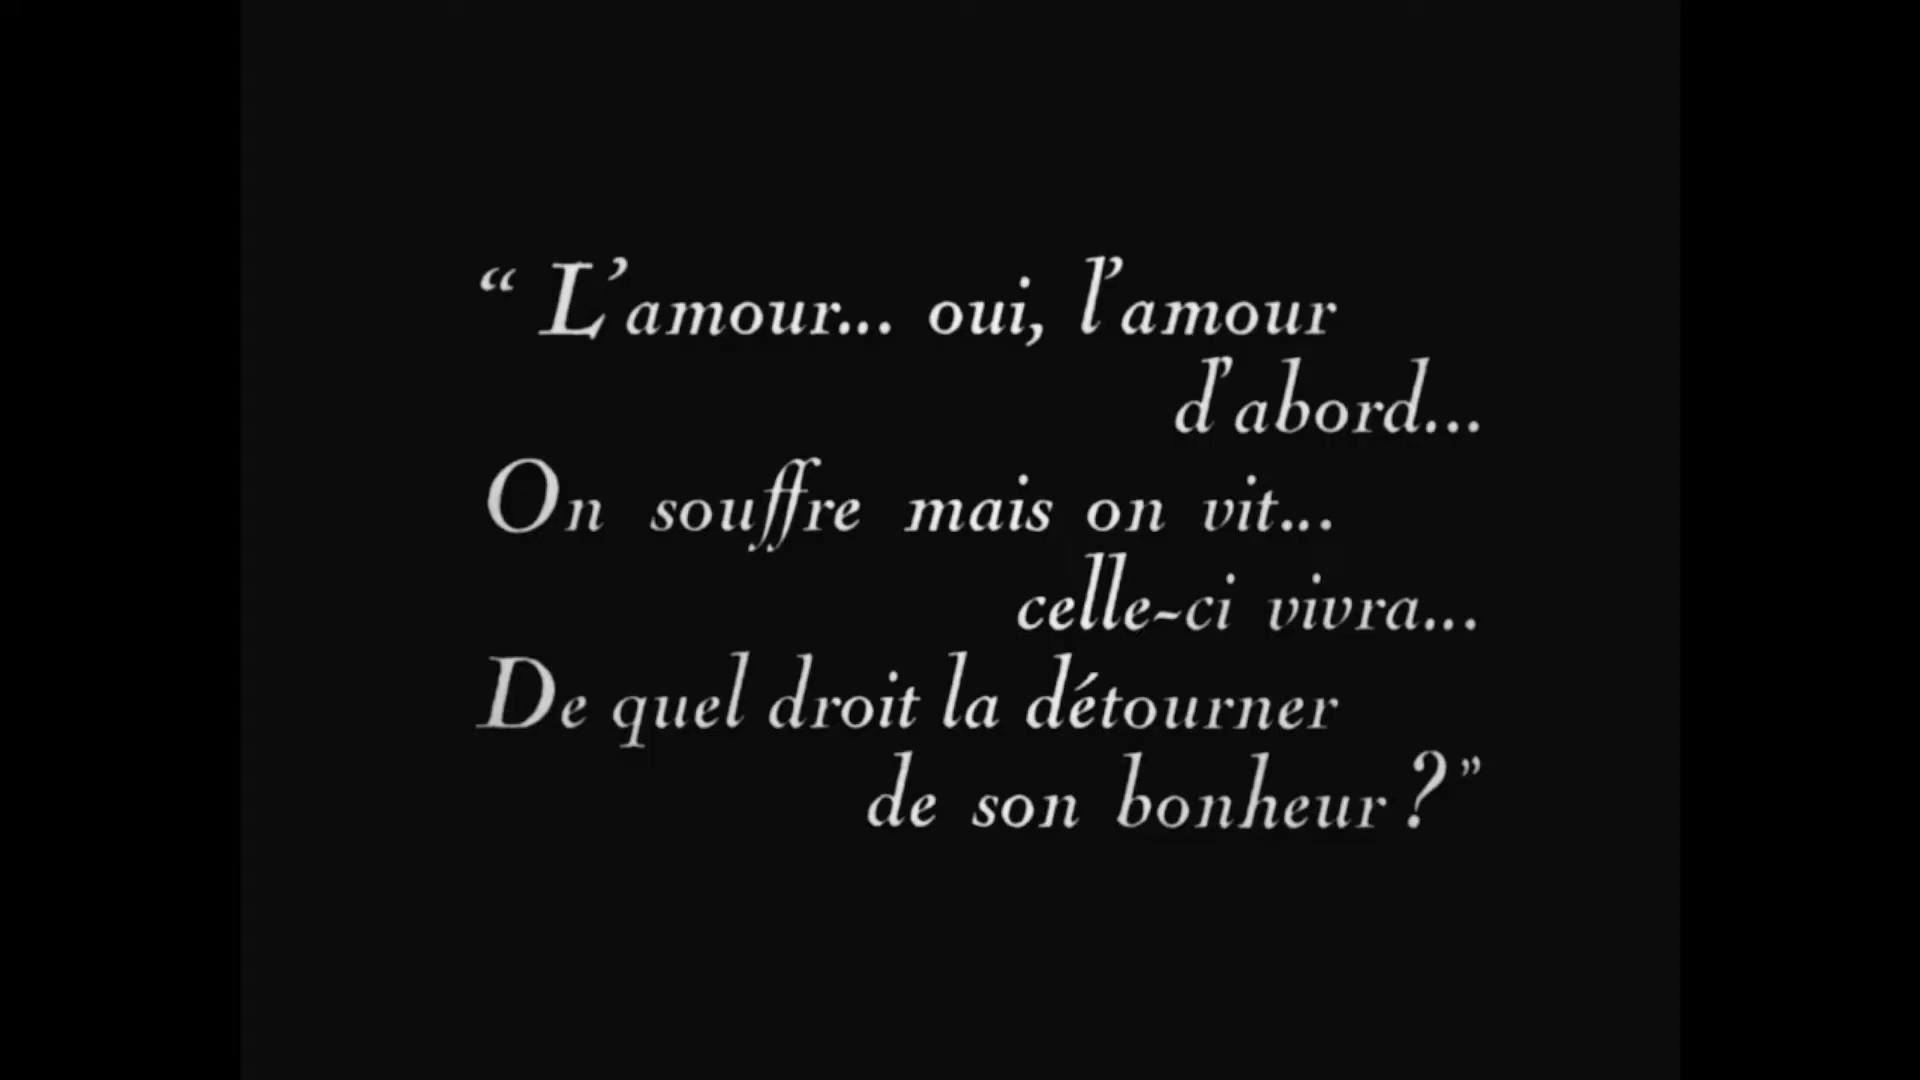 “ L’amour... oui, l’amour
d’abord...
On souffre mais on vit...
celle-ci vivra...
De quel droit la détourner
de son bonheur ?”